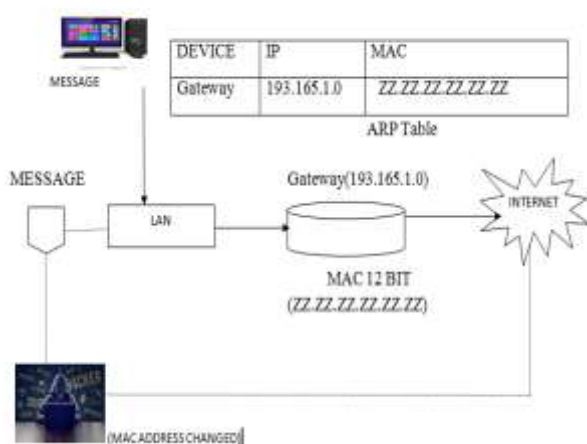 DEVICE IP MAC
Gateway 193.165.1.0 ZZ.ZZ.ZZ.ZZ.ZZ.ZZ
ARP Table
MESSAGE
MESSAGE
Gateway(193.165.1.0)
LAN
INTERNET
MAC 12 BIT
(ZZ.ZZ.ZZ.ZZ.ZZ.ZZ)
(MAC ADDRESS CHANGED)